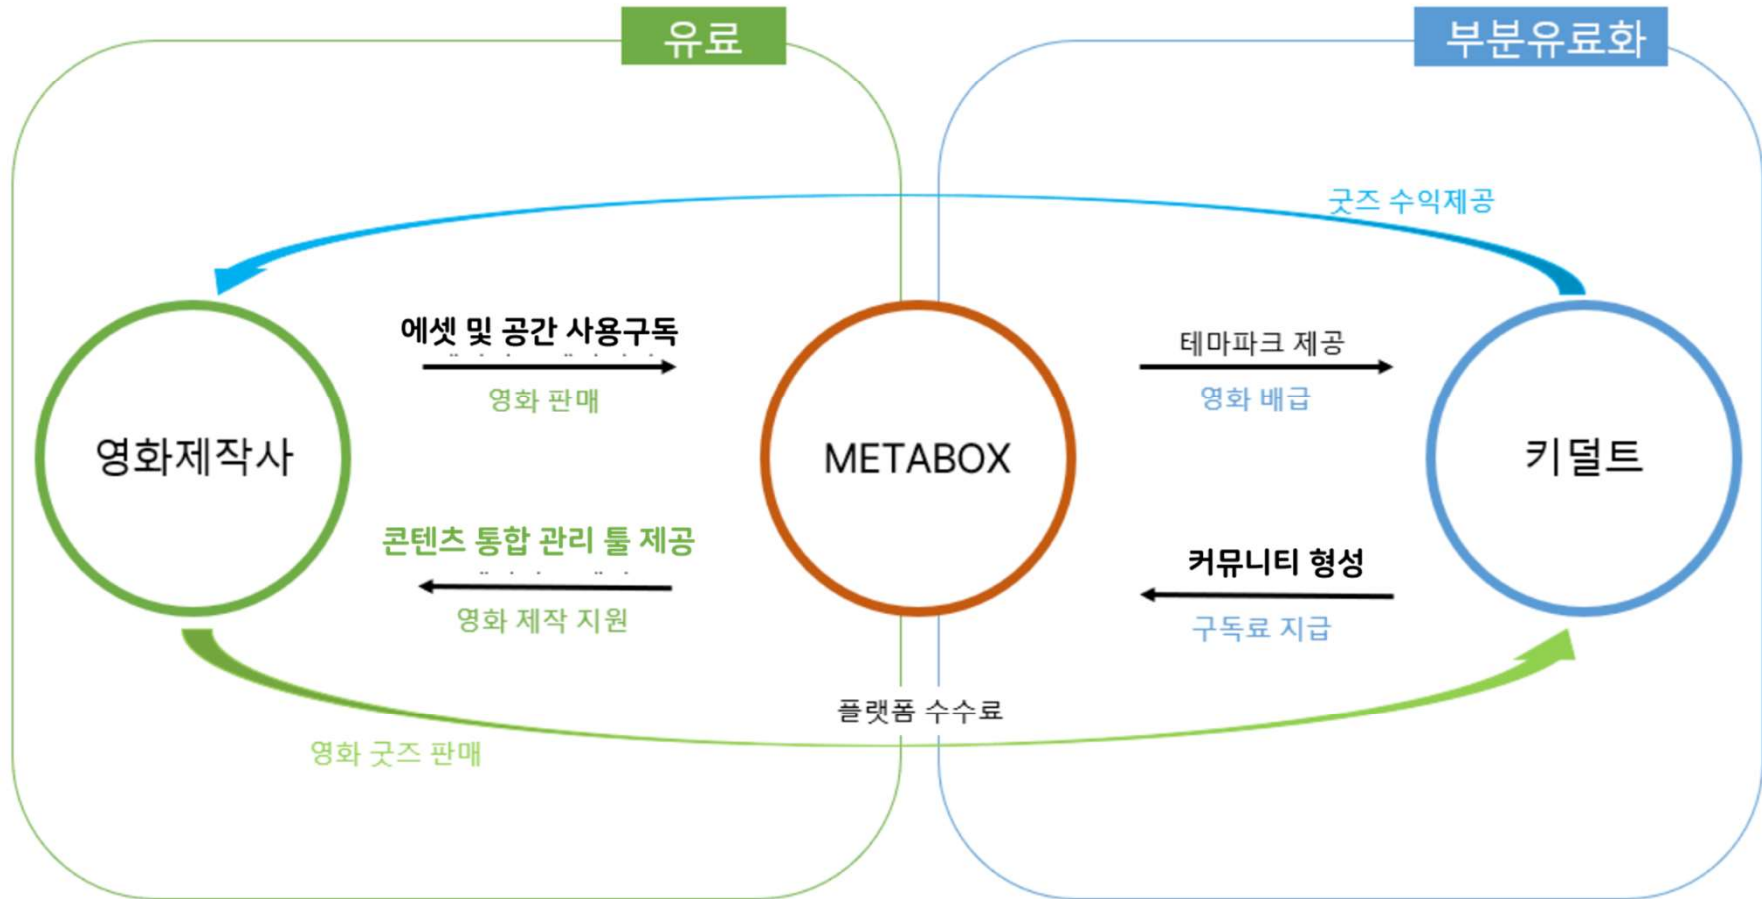 유료
부분유료화
굿즈 수익제공
에셋 및 공간 사용구독
영화 판매
테마파크 제공
영화 배급
영화제작사
METABOX
키덜트
콘텐츠 통합 관리 툴 제공
영화 제작 지원
커뮤니티 형성
구독료 지급
플랫폼 수수료
영화 굿즈 판매